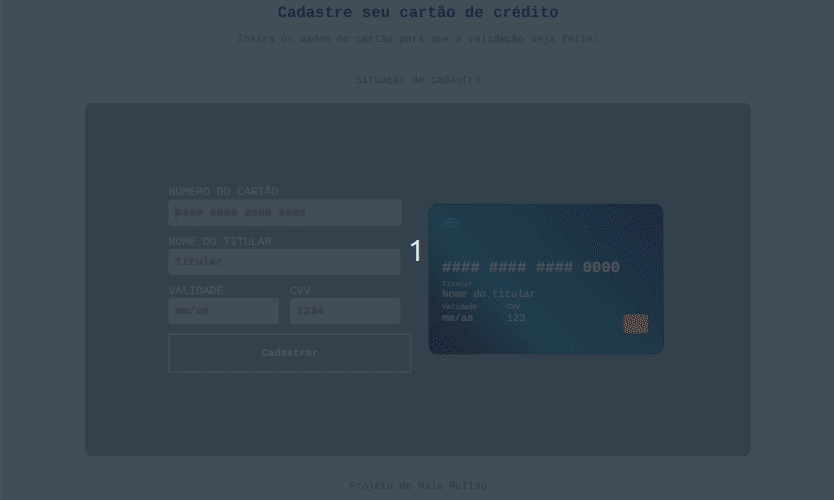 Cadastre seu cartão de crédito
Insira os dados do cartão para que a validação seja feita:
Situação de cadastro
NÚMERO DO CARTÃO
0000 0000 0000 0000
NOME DO TITULAR
Titular
VALIDADE CVV
mm/aa 1234
Cadastrar
1
#### #### #### 0000
Titular
Nome do titular
Validade CVV
mm/aa 123
Projeto de Nale Rufino